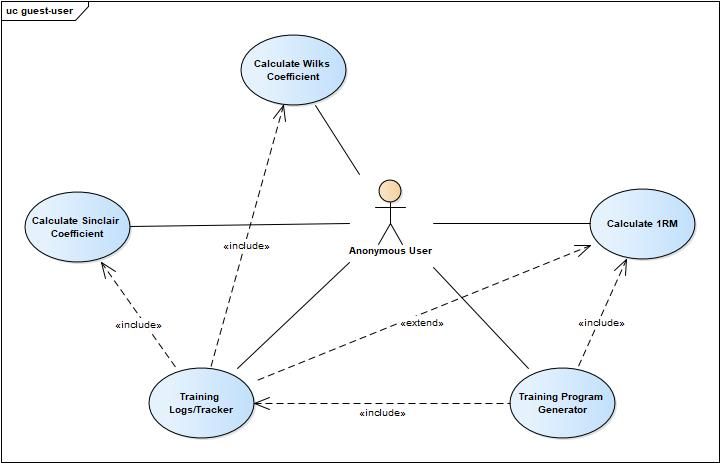 uc guest-user
Calculate Wilks
Coefficient
Calculate Sinclair
Coefficient
Calculate 1RM
«include»
Anonymous User
«include»
«extend»
«include»
Training
Logs/Tracker
«include»
Training Program
Generator